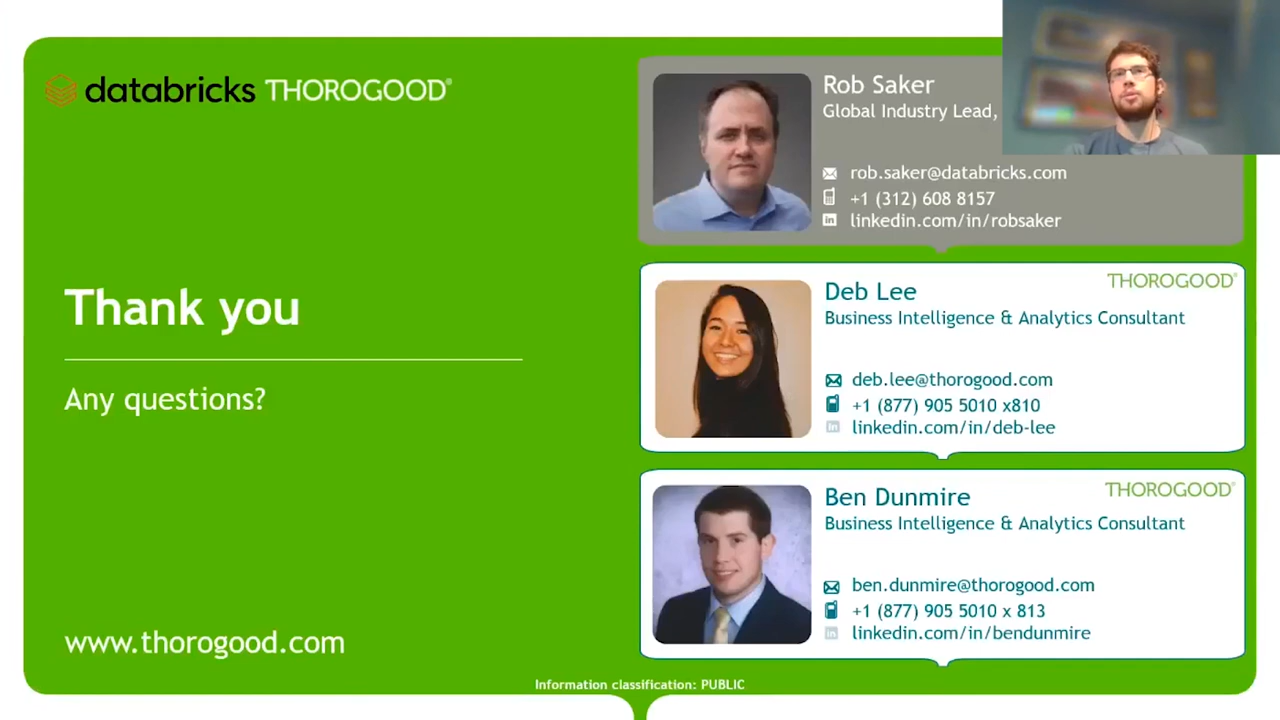 databricks THOROGOOD®
Thank you
Any questions?
www.thorogood.com
Rob Saker
Global Industry Lead,
rob.saker@databricks.com
+1 (312) 608 8157
linkedin.com/in/robsaker
THOROGOOD®
Deb Lee
Business Intelligence & Analytics Consultant
deb.lee@thorogood.com
+1 (877) 905 5010 x810
linkedin.com/in/deb-lee
THOROGOOD®
Ben Dunmire
Business Intelligence & Analytics Consultant
ben.dunmire@thorogood.com
+1 (877) 905 5010 x 813
linkedin.com/in/bendunmire
Information classification: PUBLIC